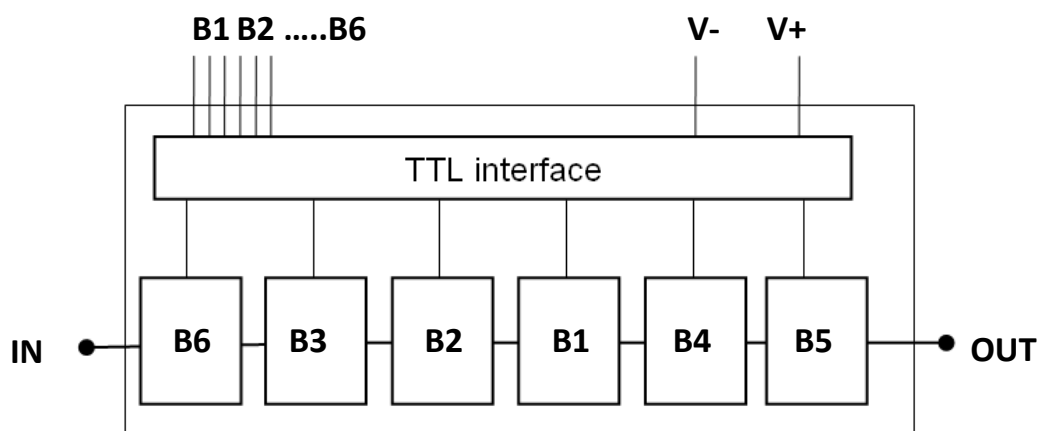 B1 B2 .....B6 V- V+
TTL interface
IN B6 B3 B2 B1 B4 B5 OUT